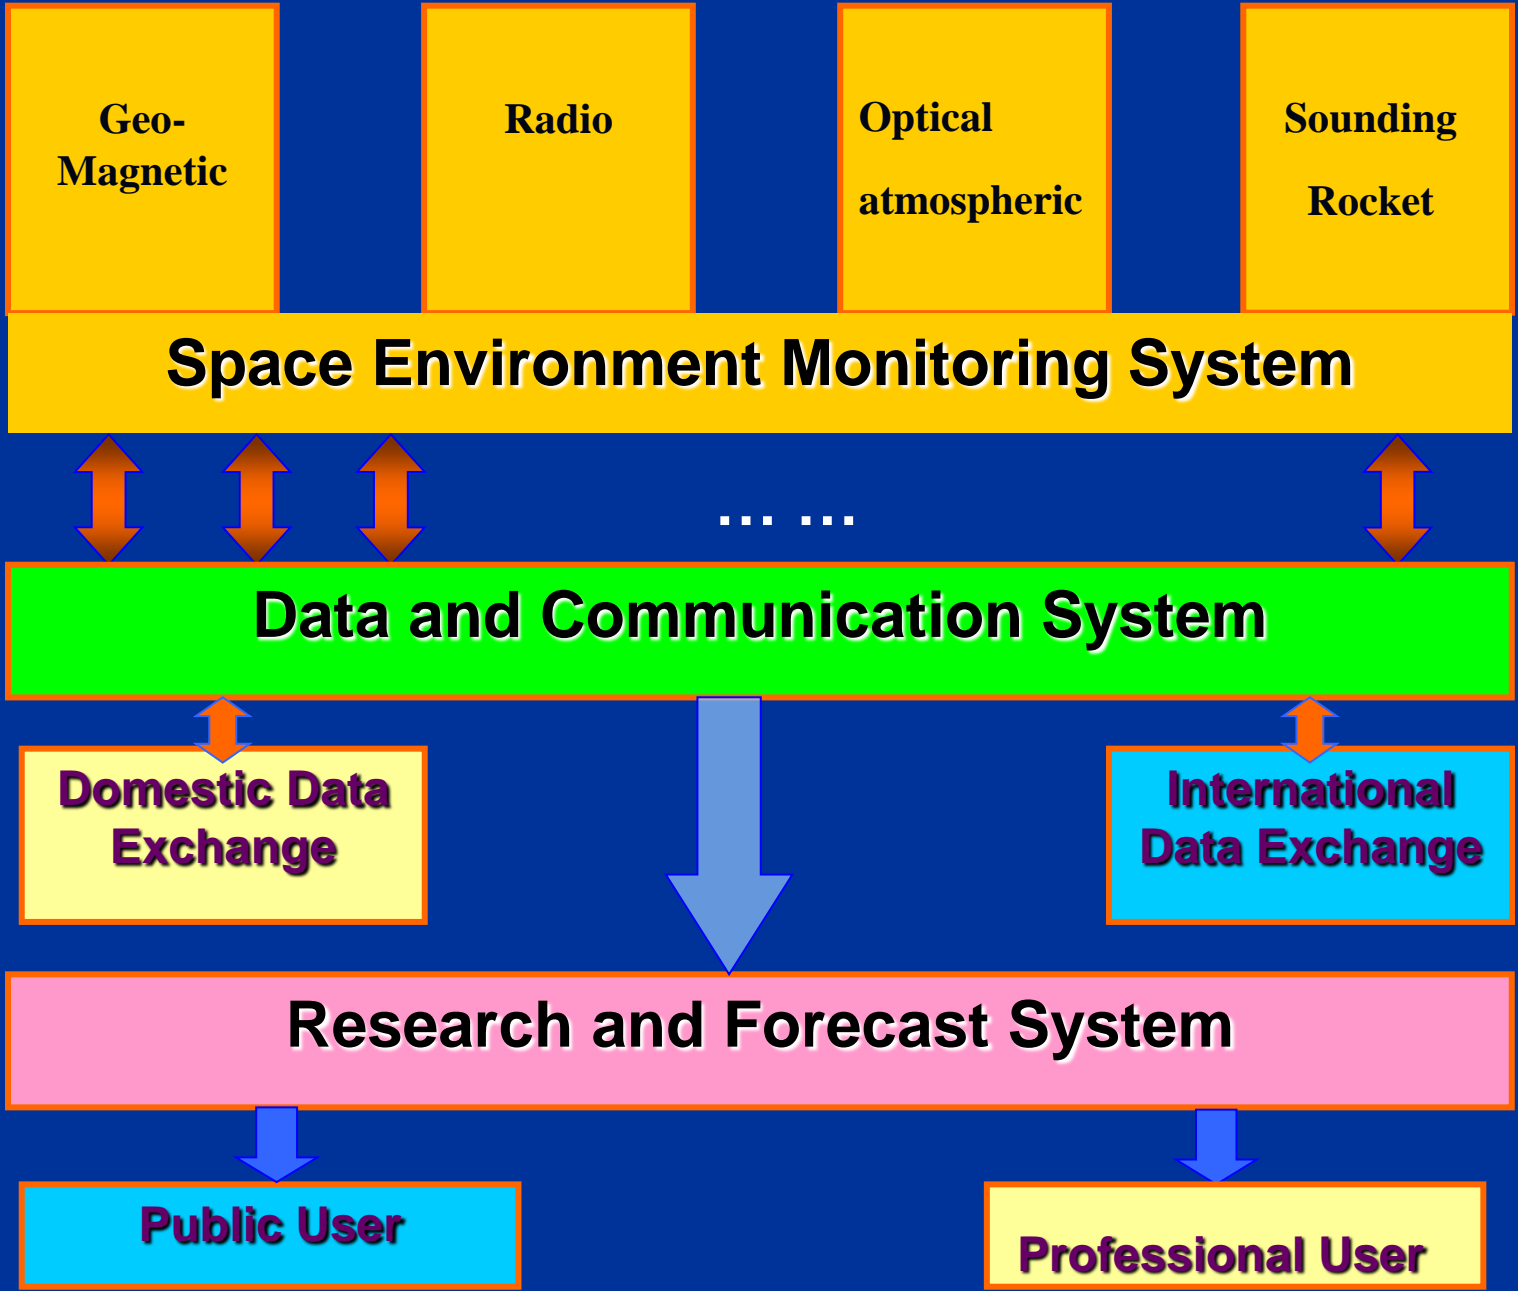 Geo-
Magnetic
Radio
Optical
atmospheric
Sounding
Rocket
Space Environment Monitoring System
... ...
Data and Communication System
Domestic Data
Exchange
International
Data Exchange
Research and Forecast System
Public User
Professional User